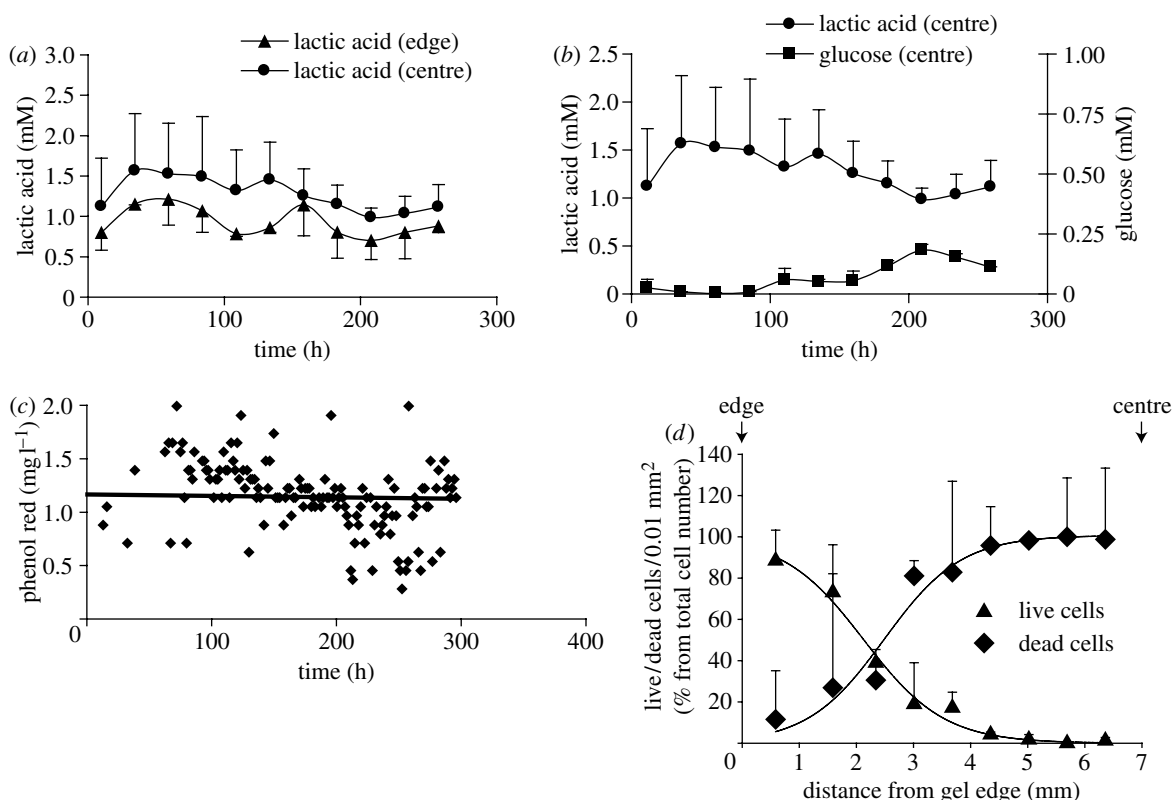 (a)
lactic acid (edge)
lactic acid (centre)
3.0
2.5
2.0
1.5
1.0
0.5
0
lactic acid (mM)
0
100
200
300
time (h)
(b)
lactic acid (centre)
glucose (centre)
2.5
2.0
1.5
1.0
0.5
0
lactic acid (mM)
1.00
0.75
0.50
0.25
0
glucose (mM)
0
100
200
300
time (h)
(c)
2.0
1.5
1.0
0.5
phenol red (mg l⁻¹)
0
100
200
300
400
time (h)
(d)
edge
centre
140
120
100
80
60
40
20
live/dead cells/0.01 mm²
(% from total cell number)
live cells
dead cells
0
1
2
3
4
5
6
7
distance from gel edge (mm)